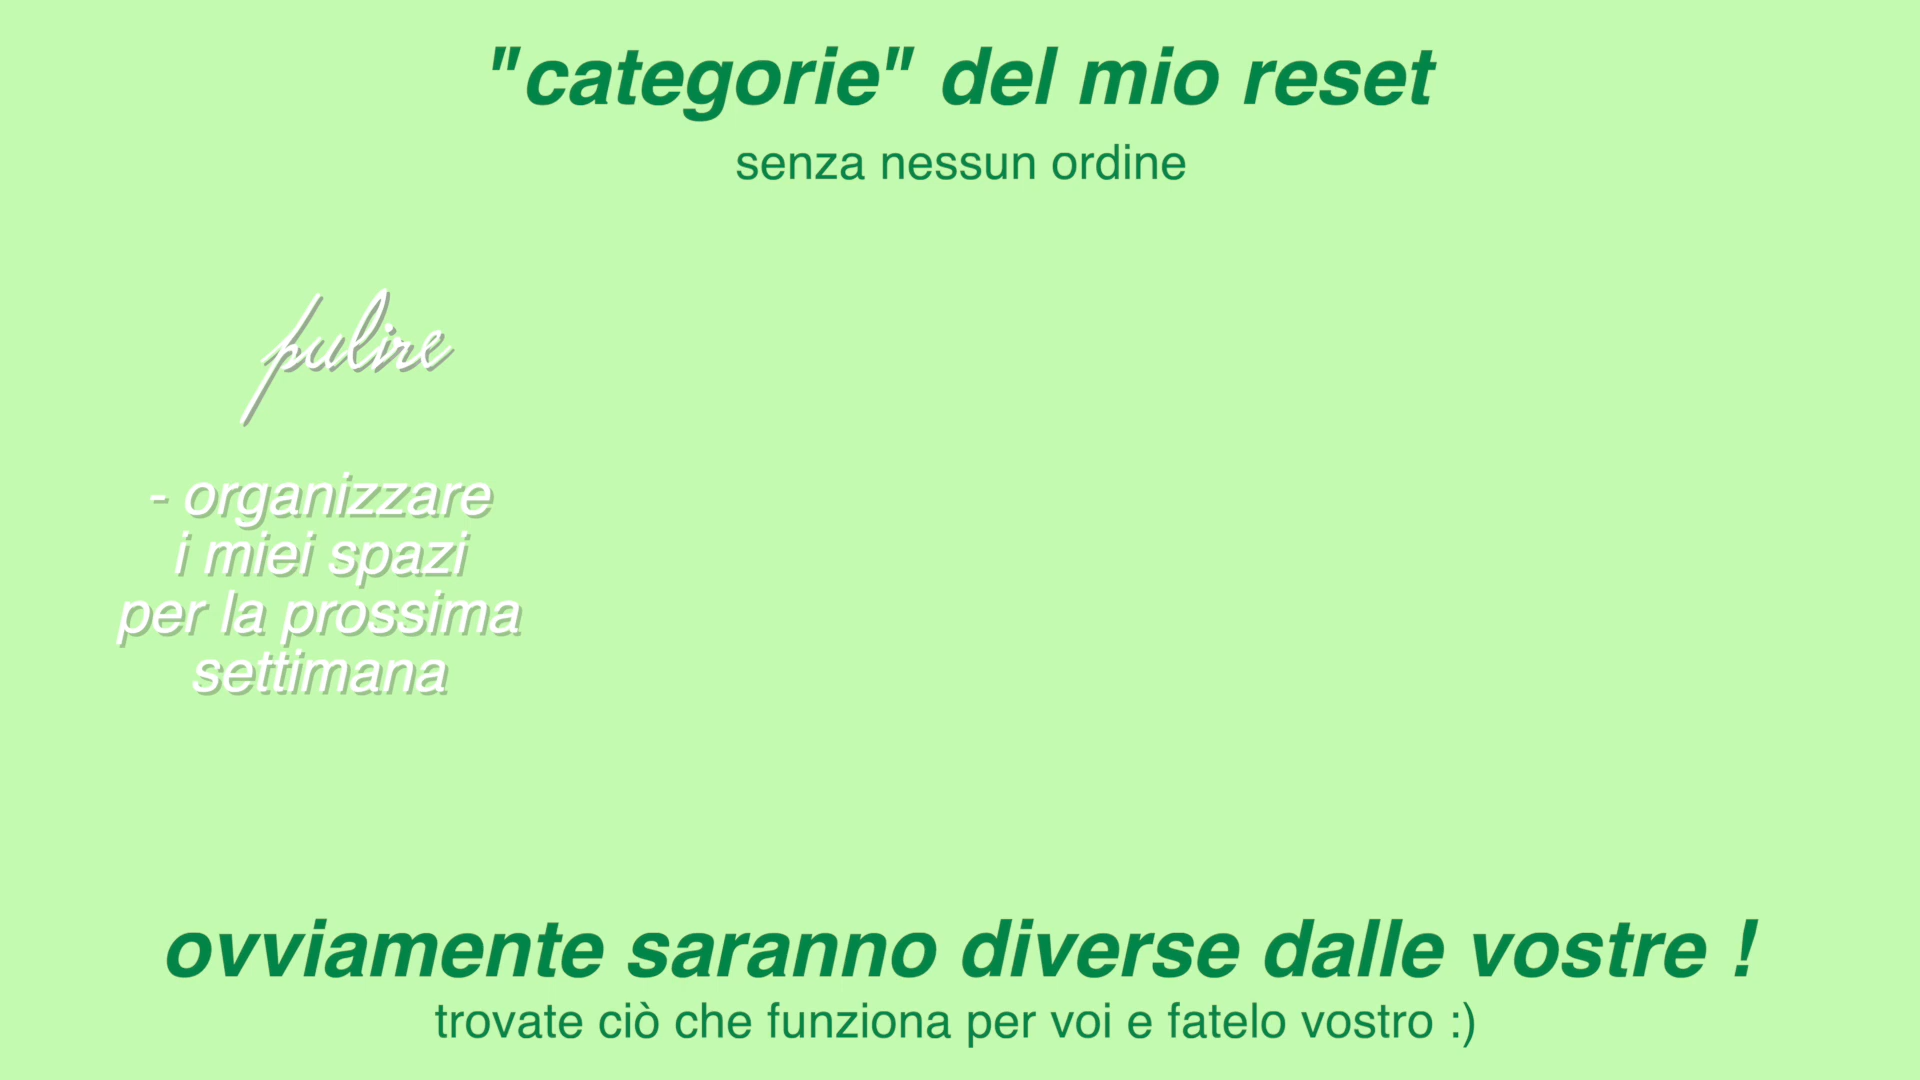 "categorie" del mio reset
senza nessun ordine
pulire
- organizzare
i miei spazi
per la prossima
settimana
ovviamente saranno diverse dalle vostre !
trovate ciò che funziona per voi e fatelo vostro :)